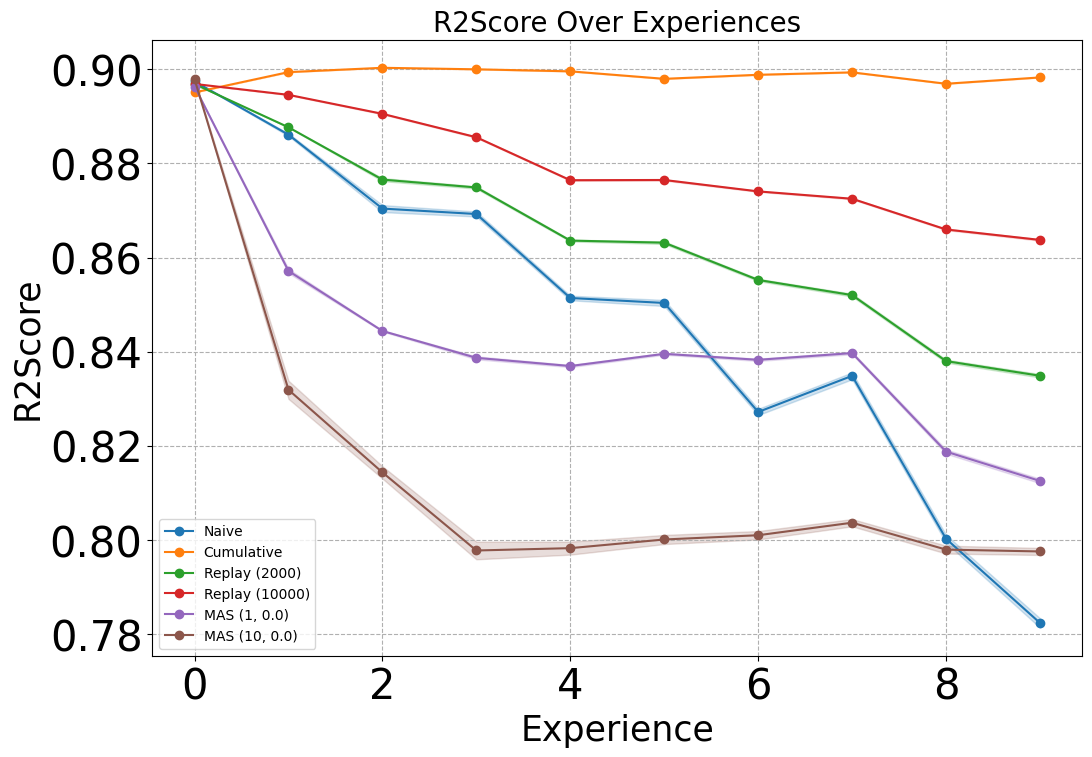 R2Score Over Experiences
R2Score
0.90
0.88
0.86
0.84
0.82
0.80
0.78
Naive
Cumulative
Replay (2000)
Replay (10000)
MAS (1, 0.0)
MAS (10, 0.0)
0 2 4 6 8
Experience